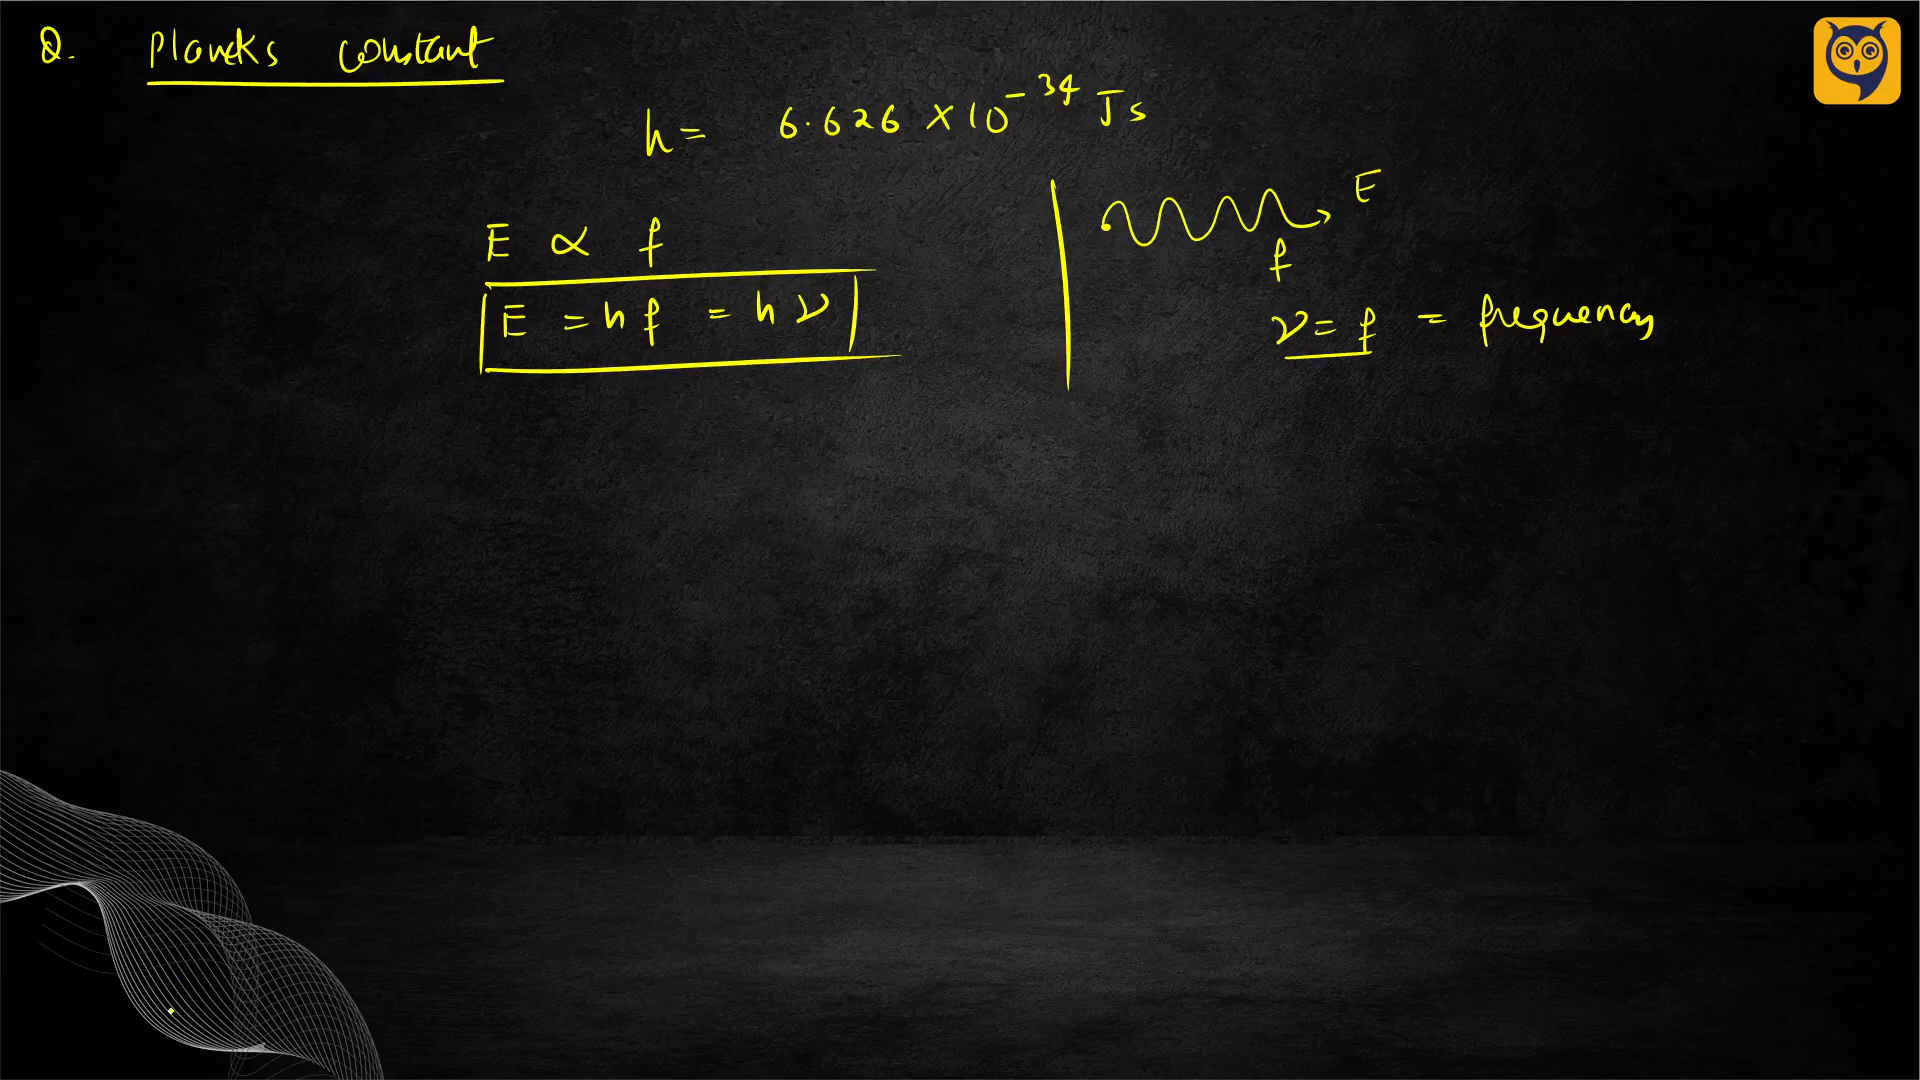 Q. Plancks constant
h = 6.626 × 10⁻³⁴ Js
E ∝ f
E = hf = hν
E
f
ν = f = frequency